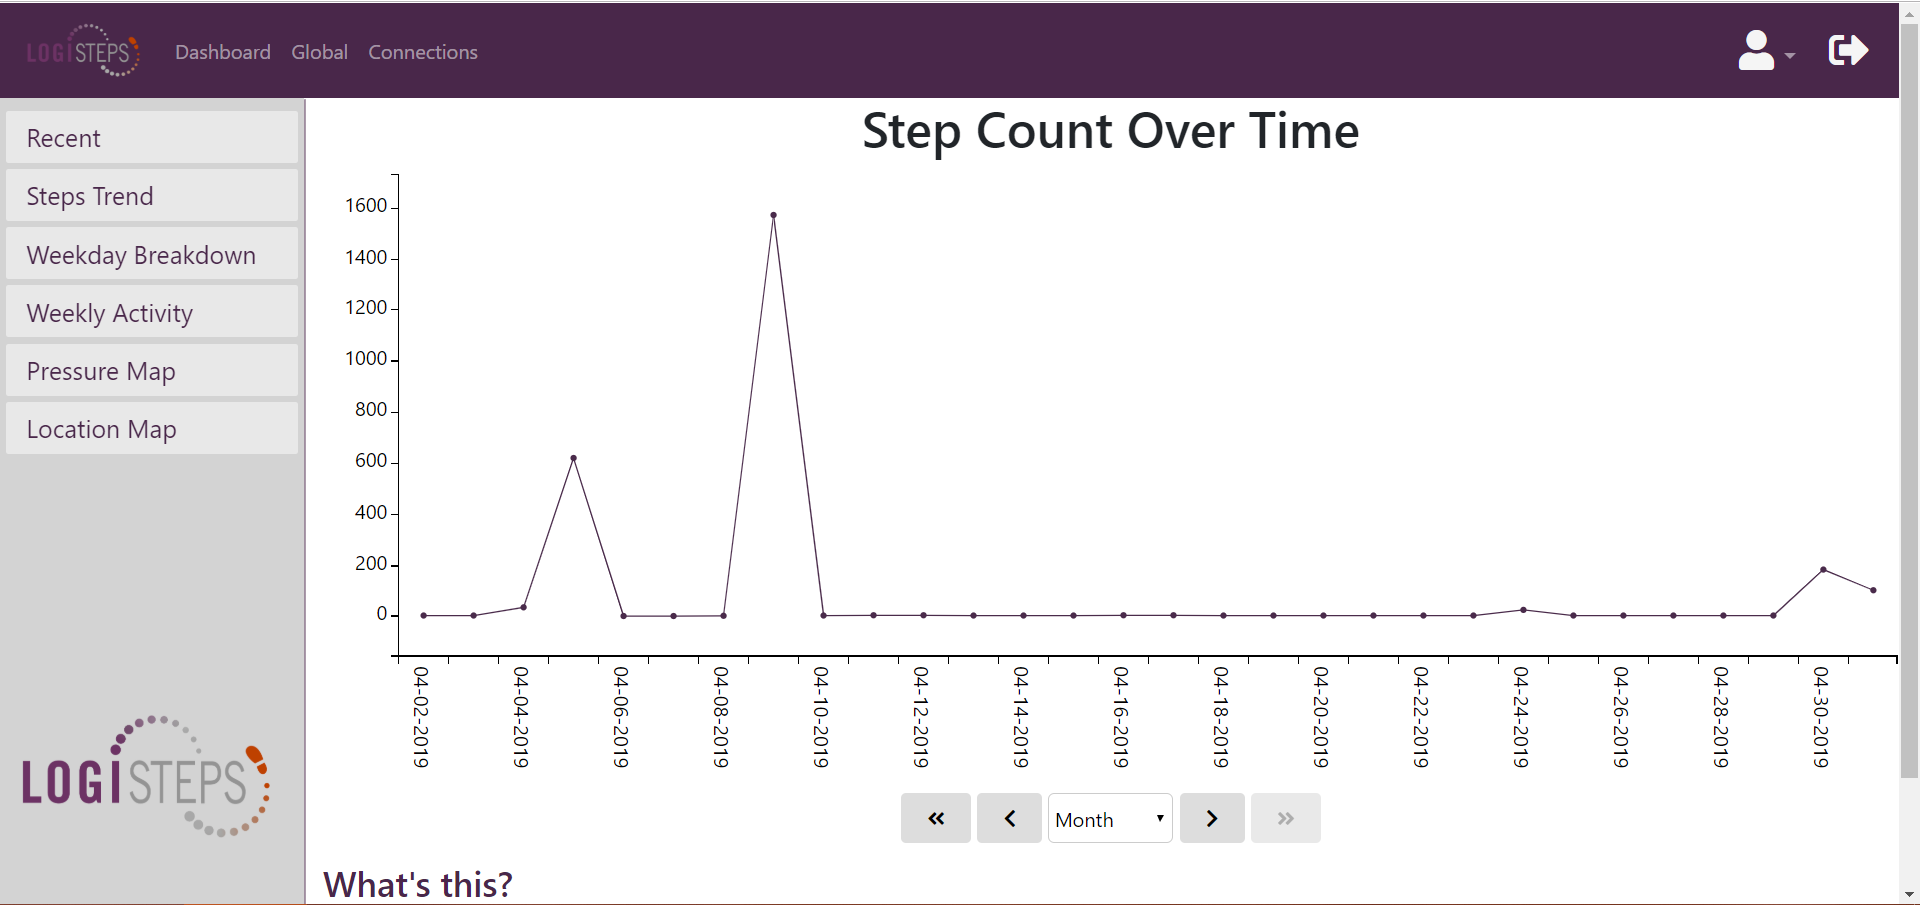 LOGISTEPS
Dashboard Global Connections
Recent
Steps Trend
Weekday Breakdown
Weekly Activity
Pressure Map
Location Map
LOGISTEPS
Step Count Over Time
1600
1400
1200
1000
800
600
400
200
0
04-02-2019
04-04-2019
04-06-2019
04-08-2019
04-10-2019
04-12-2019
04-14-2019
04-16-2019
04-18-2019
04-20-2019
04-22-2019
04-24-2019
04-26-2019
04-28-2019
04-30-2019
Month
What's this?